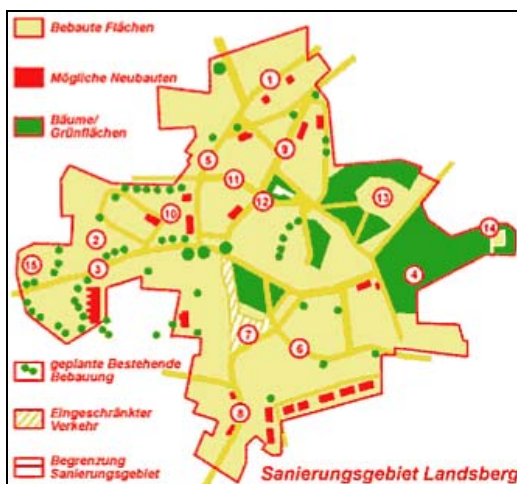 Bebaute Flächen
Mögliche Neubauten
Bäume/
Grünflächen
1
9
5
11
10
12
13
14
2
15
3
4
7
6
8
geplante Bestehende
Bebauung
Eingeschränkter
Verkehr
Begrenzung
Sanierungsgebiet
Sanierungsgebiet Landsberg